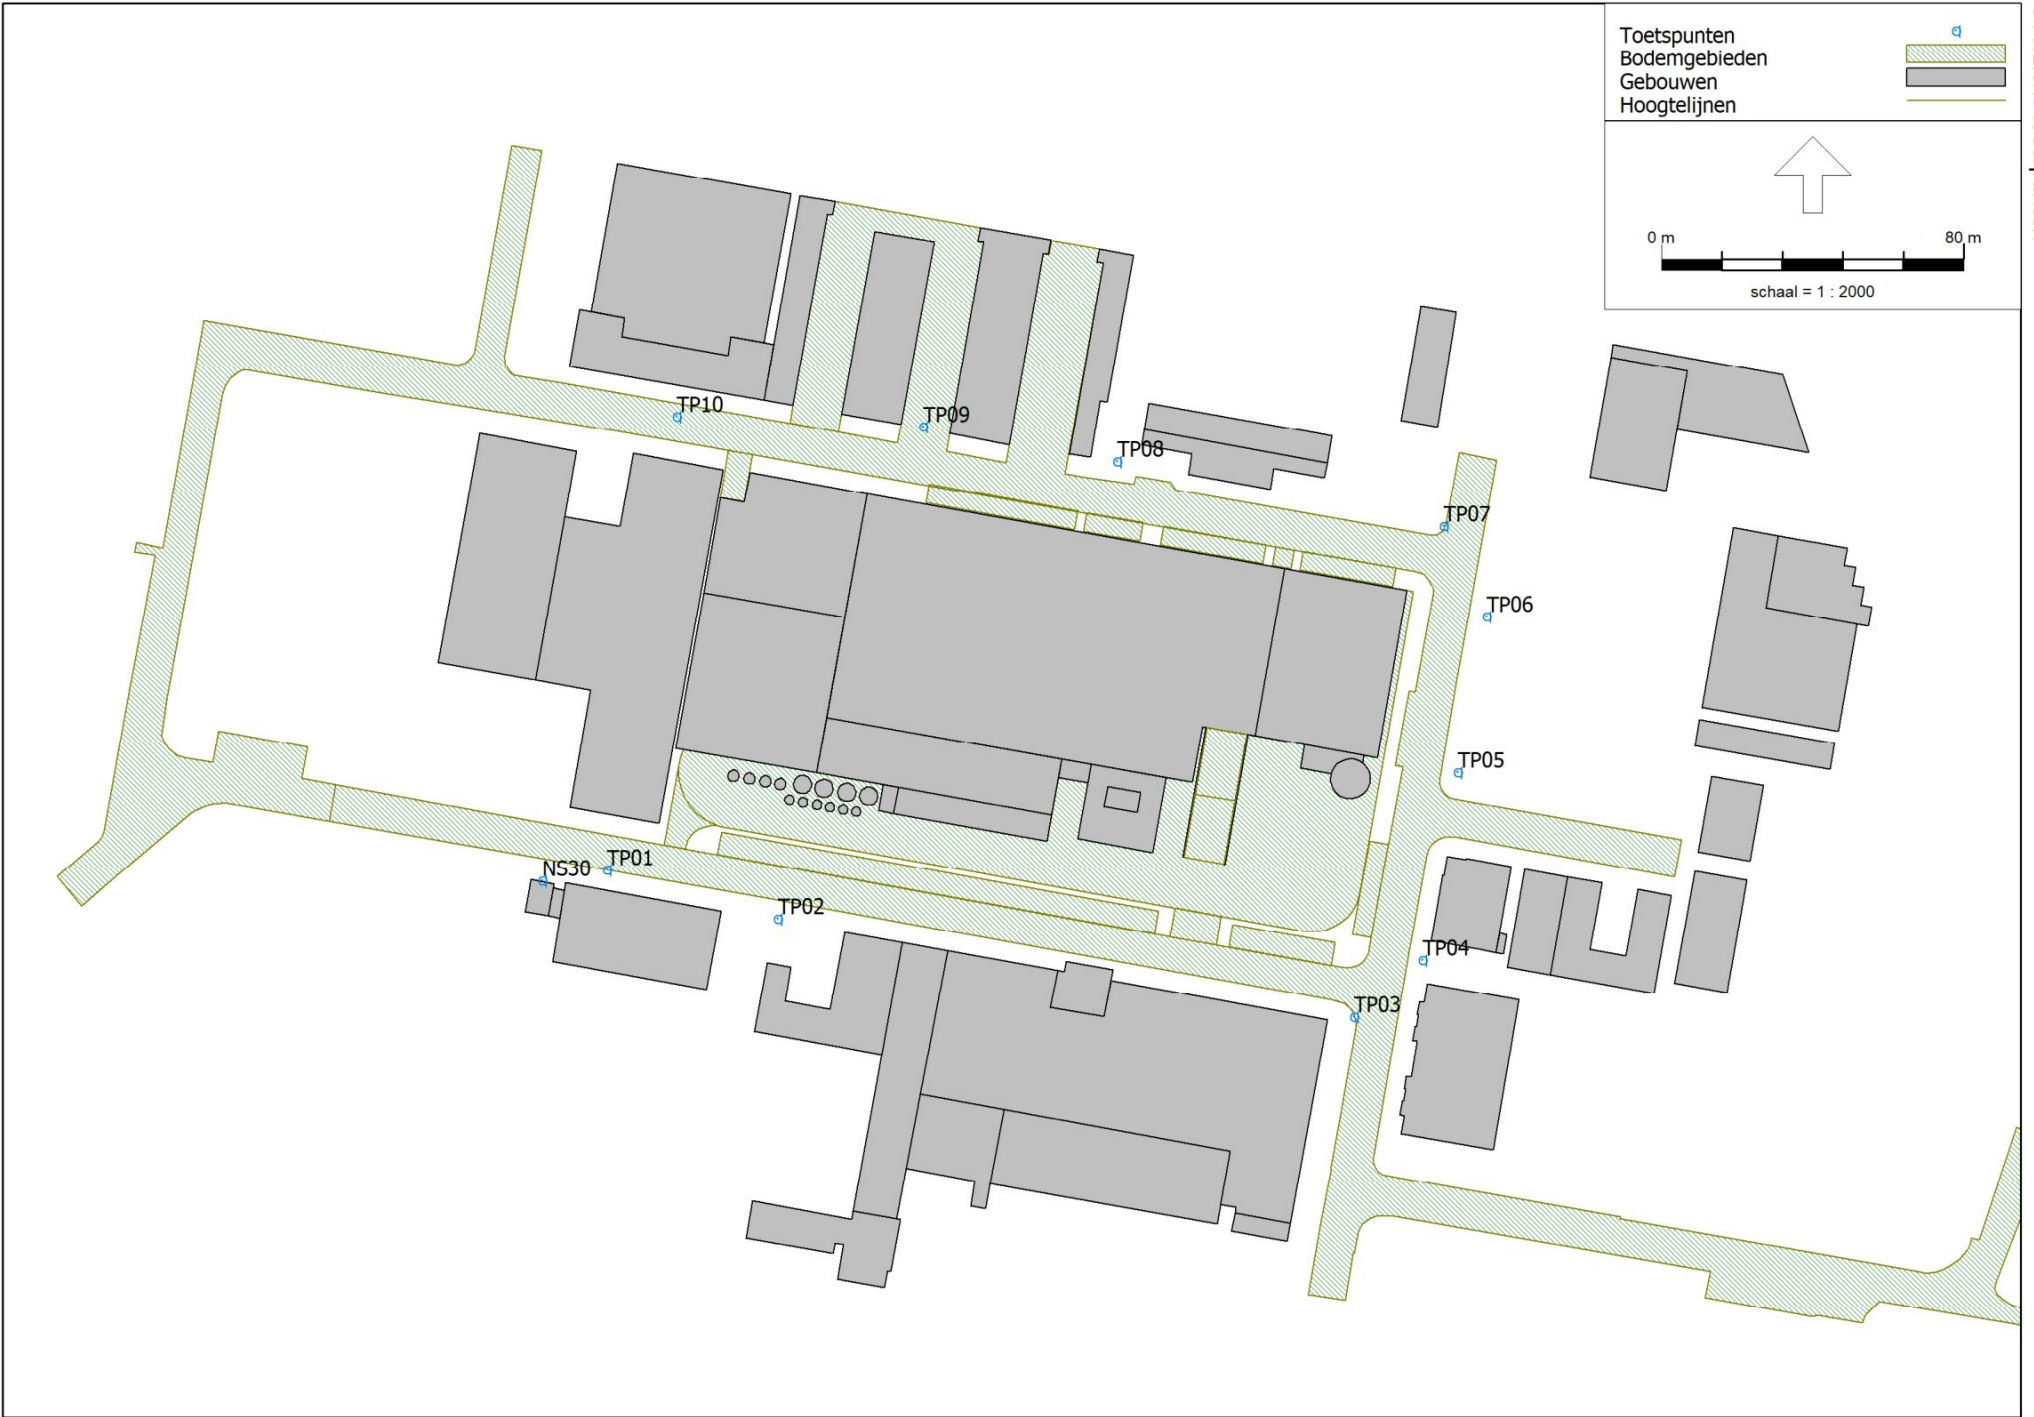 Toetspunten
Bodemgebieden
Gebouwen
Hoogtelijnen
0 m 80 m
schaal = 1 : 2000
TP10
TP09
TP08
TP07
TP06
TP05
NS30
TP01
TP02
TP04
TP03